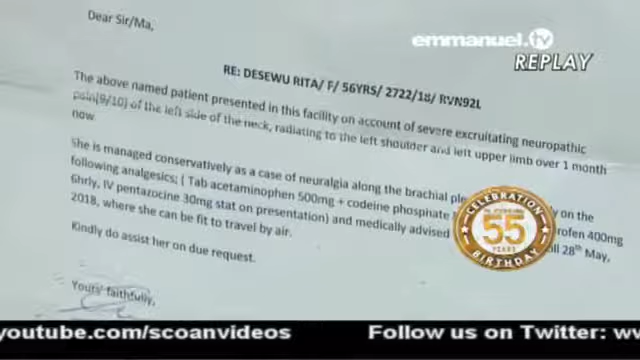 Dear Sir/Ma,
emmanuel.tv
REPLAY
RE: DESEWU RITA/ F/ 56YRS/ 2722/18/ RVN92L
The above named patient presented in this facility on account of severe excruitating neuropathic
pain(9/10) of the left side of the neck, radiating to the left shoulder and left upper limb over 1 month
now.
She is managed conservatively as a case of neuralgia along the brachial on the
following analgesics; ( Tab acetaminophen 500mg + codeine phosphate 400mg
6hrly, IV pentazocine 30mg stat on presentation) and medically advised 28th May,
2018, where she can be fit to travel by air.
Kindly do assist her on due request.
Yours' faithfully,
CELEBRATION
55
YEARS
BIRTHDAY
youtube.com/scoanvideos
Follow us on Twitter: